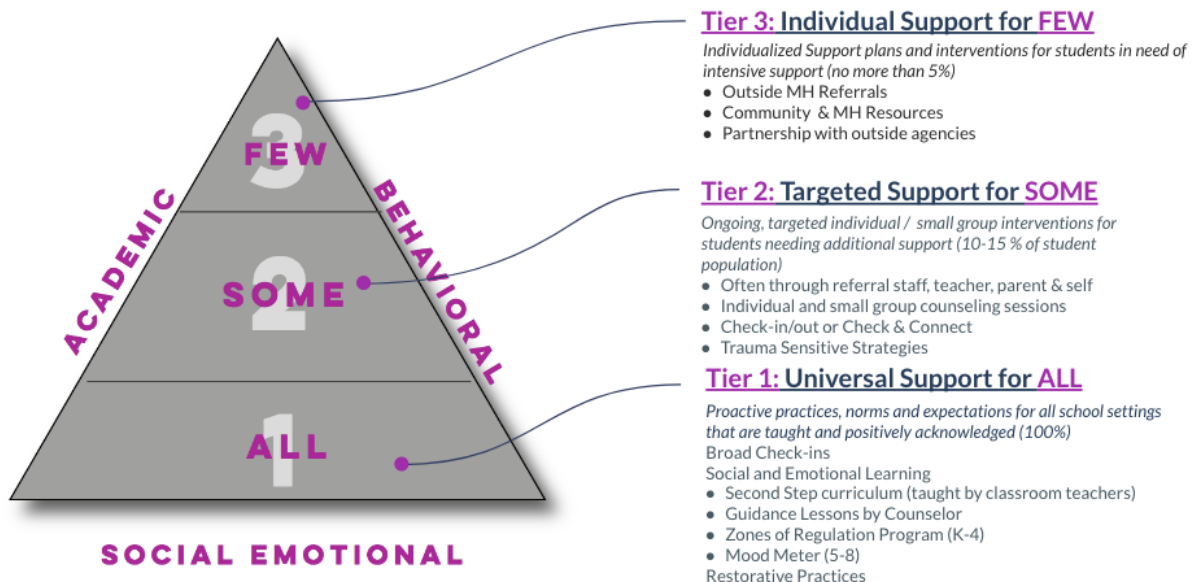 3
FEW
2
SOME
1
ALL
ACADEMIC
BEHAVIORAL
SOCIAL EMOTIONAL
Tier 3: Individual Support for FEW
Individualized Support plans and interventions for students in need of
intensive support (no more than 5%)
● Outside MH Referrals
● Community & MH Resources
● Partnership with outside agencies
Tier 2: Targeted Support for SOME
Ongoing, targeted individual / small group interventions for
students needing additional support (10-15 % of student
population)
● Often through referral staff, teacher, parent & self
● Individual and small group counseling sessions
● Check-in/out or Check & Connect
● Trauma Sensitive Strategies
Tier 1: Universal Support for ALL
Proactive practices, norms and expectations for all school settings
that are taught and positively acknowledged (100%)
Broad Check-ins
Social and Emotional Learning
● Second Step curriculum (taught by classroom teachers)
● Guidance Lessons by Counselor
● Zones of Regulation Program (K-4)
● Mood Meter (5-8)
Restorative Practices